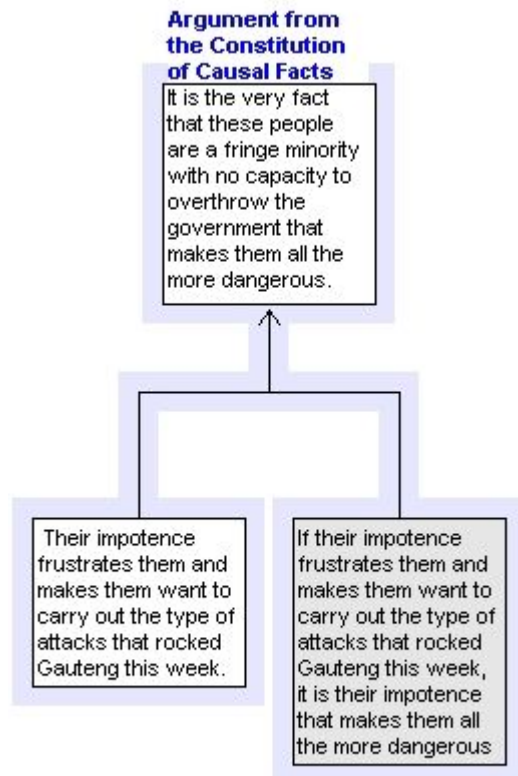 Argument from
the Constitution
of Causal Facts
It is the very fact
that these people
are a fringe minority
with no capacity to
overthrow the
government that
makes them all the
more dangerous.
Their impotence
frustrates them and
makes them want to
carry out the type of
attacks that rocked
Gauteng this week.
If their impotence
frustrates them and
makes them want to
carry out the type of
attacks that rocked
Gauteng this week,
it is their impotence
that makes them all
the more dangerous